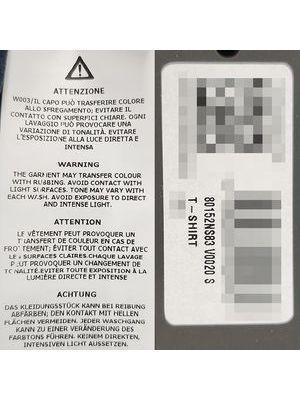 ATTENZIONE
W003/IL CAPO PUÒ TRASFERIRE COLORE
ALLO SFREGAMENTO; EVITARE IL
CONTATTO CON SUPERFICI CHIARE. OGNI
LAVAGGIO PUÒ PROVOCARE UNA
VARIAZIONE DI TONALITÀ. EVITARE
L'ESPOSIZIONE ALLA LUCE DIRETTA E
INTENSA
WARNING
THE GARMENT MAY TRANSFER COLOUR
WITH RUBBING. AVOID CONTACT WITH
LIGHT SURFACES. TONE MAY VARY WITH
EACH WASH. AVOID EXPOSURE TO DIRECT
AND INTENSE LIGHT.
ATTENTION
LE VÊTEMENT PEUT PROVOQUER UN
TRANSFERT DE COULEUR EN CAS DE
FROTTEMENT; ÉVITER TOUT CONTACT AVEC
LES SURFACES CLAIRES.CHAQUE LAVAGE
PEUT PROVOQUER UN CHANGEMENT DE
TONALITÉ.ÉVITER TOUTE EXPOSITION À LA
LUMIÈRE DIRECTE ET INTENSE
ACHTUNG
DAS KLEIDUNGSSTÜCK KANN BEI REIBUNG
ABFÄRBEN; DEN KONTAKT MIT HELLEN
FLÄCHEN VERMEIDEN. JEDER WASCHGANG
KANN ZU EINER VERÄNDERUNG DES
FARBTONS FÜHREN. KEINEM DIREKTEN,
INTENSIVEN LICHT AUSSETZEN.
80152NSB3 V0020 S
T-SHIRT